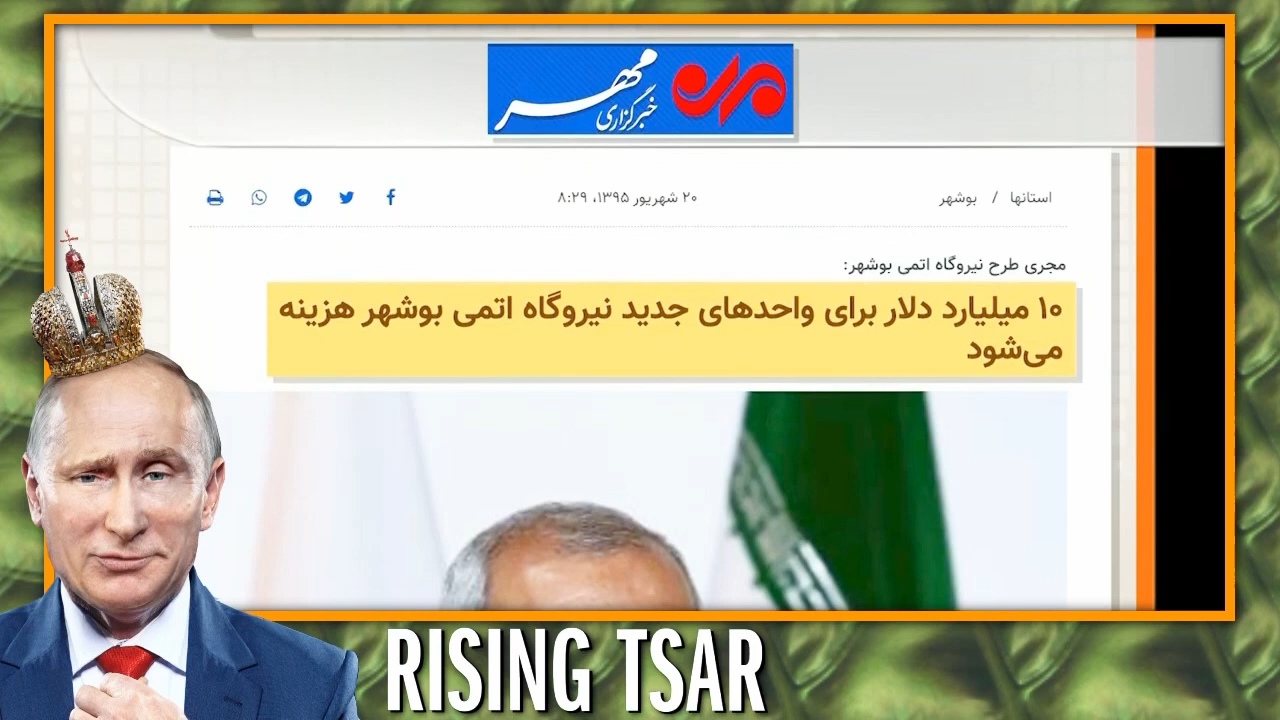 خبرگزاری مهر
استانها / بوشهر
۲۰ شهریور ۱۳۹۵، ۸:۲۹
مجری طرح نیروگاه اتمی بوشهر:
۱۰ میلیارد دلار برای واحدهای جدید نیروگاه اتمی بوشهر هزینه
می‌شود
RISING TSAR